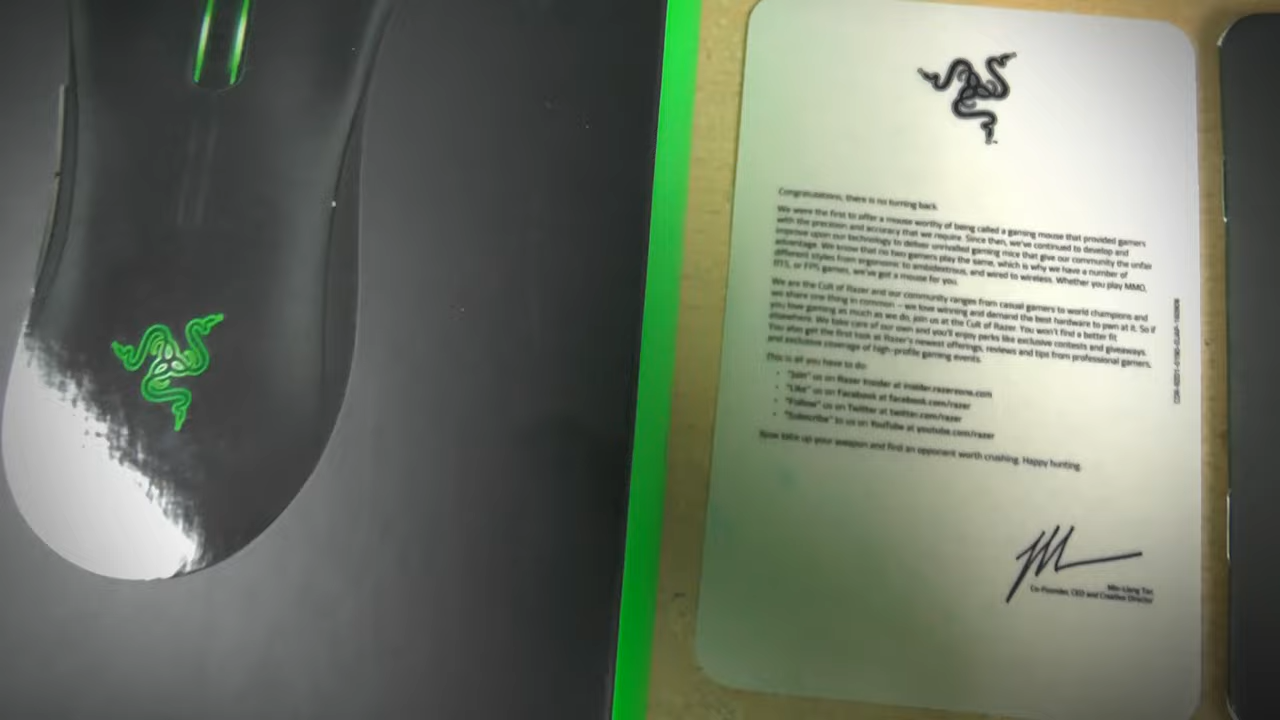 Congratulations, there is no turning back.
We were the first to offer a mouse worthy of being called a gaming mouse that provided gamers
with the precision and accuracy that we require. Since then, we've continued to develop and
improve upon our technology to deliver unrivalled gaming mice that give our community the unfair
advantage. We know that no two gamers play the same, which is why we have a number of
different styles from ergonomic to ambidextrous, and wired to wireless. Whether you play MMO,
RTS, or FPS games, we've got a mouse for you.
We are the Cult of Razer and our community ranges from casual gamers to world champions and
we share one thing in common – we love winning and demand the best hardware to pwn at it. So if
you love gaming as much as we do, join us at the Cult of Razer. You won't find a better fit
elsewhere. We take care of our own and you'll enjoy perks like exclusive contests and giveaways.
You also get the first look at Razer's newest offerings, reviews and tips from professional gamers,
and exclusive coverage of high-profile gaming events.
This is all you have to do:
• "Join" us on Razer Insider at insider.razerzone.com
• "Like" us on Facebook at facebook.com/razer
• "Follow" us on Twitter at twitter.com/razer
• "Subscribe" to us on YouTube at youtube.com/razer
Now take up your weapon and find an opponent worth crushing. Happy hunting.
Min-Liang Tan
Co-Founder, CEO and Creative Director